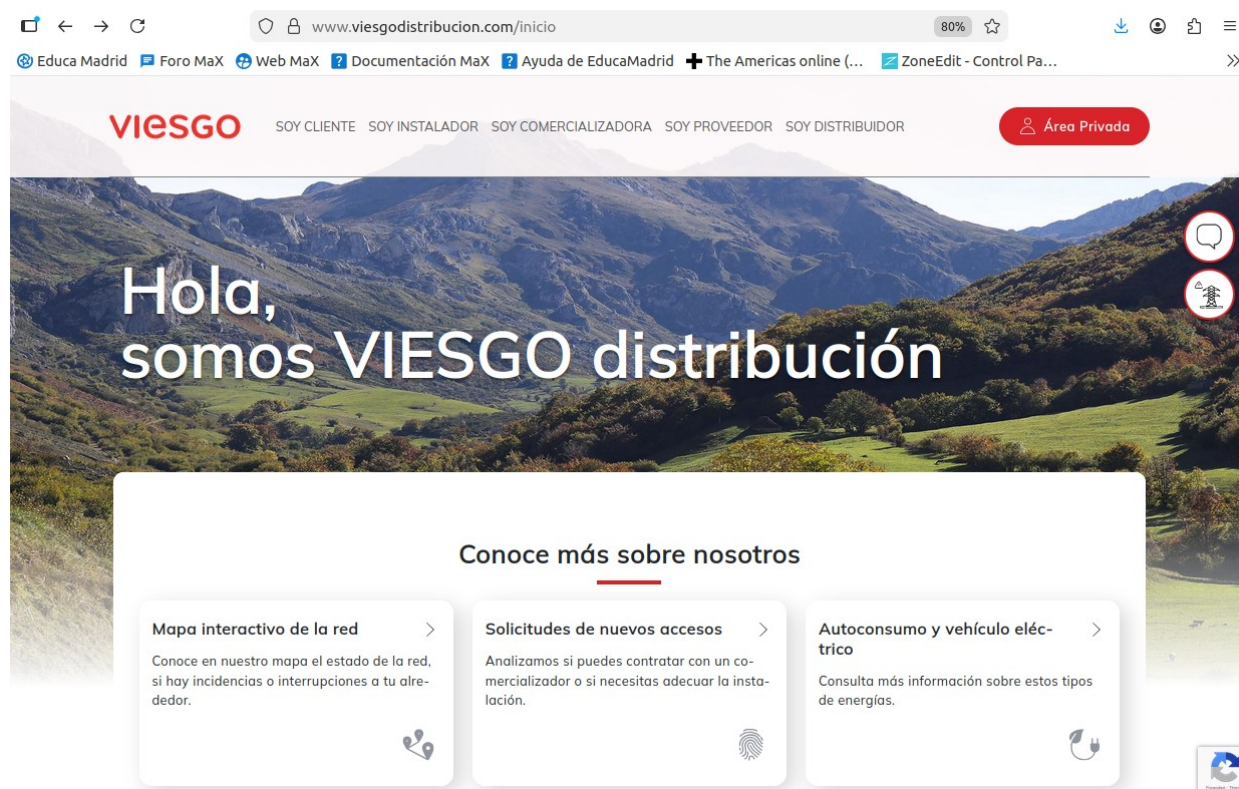 www.viesgodistribucion.com/inicio
80%
Educa Madrid Foro MaX Web MaX Documentación MaX Ayuda de EducaMadrid The Americas online (... ZoneEdit - Control Pa...
VIESGO
SOY CLIENTE SOY INSTALADOR SOY COMERCIALIZADORA SOY PROVEEDOR SOY DISTRIBUIDOR
Área Privada
Hola,
somos VIESGO distribución
Conoce más sobre nosotros
Mapa interactivo de la red
Conoce en nuestro mapa el estado de la red,
si hay incidencias o interrupciones a tu alre-
dedor.
Solicitudes de nuevos accesos
Analizamos si puedes contratar con un co-
mercializador o si necesitas adecuar la insta-
lación.
Autoconsumo y vehículo eléc-
trico
Consulta más información sobre estos tipos
de energías.